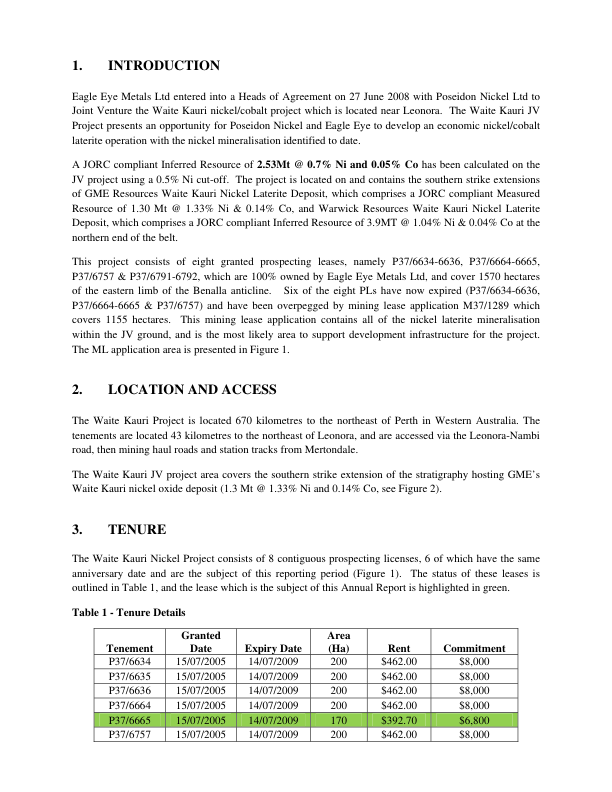 1. INTRODUCTION
Eagle Eye Metals Ltd entered into a Heads of Agreement on 27 June 2008 with Poseidon Nickel Ltd to
Joint Venture the Waite Kauri nickel/cobalt project which is located near Leonora. The Waite Kauri JV
Project presents an opportunity for Poseidon Nickel and Eagle Eye to develop an economic nickel/cobalt
laterite operation with the nickel mineralisation identified to date.
A JORC compliant Inferred Resource of 2.53Mt @ 0.7% Ni and 0.05% Co has been calculated on the
JV project using a 0.5% Ni cut-off. The project is located on and contains the southern strike extensions
of GME Resources Waite Kauri Nickel Laterite Deposit, which comprises a JORC compliant Measured
Resource of 1.30 Mt @ 1.33% Ni & 0.14% Co, and Warwick Resources Waite Kauri Nickel Laterite
Deposit, which comprises a JORC compliant Inferred Resource of 3.9MT @ 1.04% Ni & 0.04% Co at the
northern end of the belt.
This project consists of eight granted prospecting leases, namely P37/6634-6636, P37/6664-6665,
P37/6757 & P37/6791-6792, which are 100% owned by Eagle Eye Metals Ltd, and cover 1570 hectares
of the eastern limb of the Benalla anticline. Six of the eight PLs have now expired (P37/6634-6636,
P37/6664-6665 & P37/6757) and have been overpegged by mining lease application M37/1289 which
covers 1155 hectares. This mining lease application contains all of the nickel laterite mineralisation
within the JV ground, and is the most likely area to support development infrastructure for the project.
The ML application area is presented in Figure 1.
2. LOCATION AND ACCESS
The Waite Kauri Project is located 670 kilometres to the northeast of Perth in Western Australia. The
tenements are located 43 kilometres to the northeast of Leonora, and are accessed via the Leonora-Nambi
road, then mining haul roads and station tracks from Mertondale.
The Waite Kauri JV project area covers the southern strike extension of the stratigraphy hosting GME's
Waite Kauri nickel oxide deposit (1.3 Mt @ 1.33% Ni and 0.14% Co, see Figure 2).
3. TENURE
The Waite Kauri Nickel Project consists of 8 contiguous prospecting licenses, 6 of which have the same
anniversary date and are the subject of this reporting period (Figure 1). The status of these leases is
outlined in Table 1, and the lease which is the subject of this Annual Report is highlighted in green.
Table 1 - Tenure Details
Tenement Granted Date Expiry Date Area (Ha) Rent Commitment
P37/6634 15/07/2005 14/07/2009 200 $462.00 $8,000
P37/6635 15/07/2005 14/07/2009 200 $462.00 $8,000
P37/6636 15/07/2005 14/07/2009 200 $462.00 $8,000
P37/6664 15/07/2005 14/07/2009 200 $462.00 $8,000
P37/6665 15/07/2005 14/07/2009 170 $392.70 $6,800
P37/6757 15/07/2005 14/07/2009 200 $462.00 $8,000